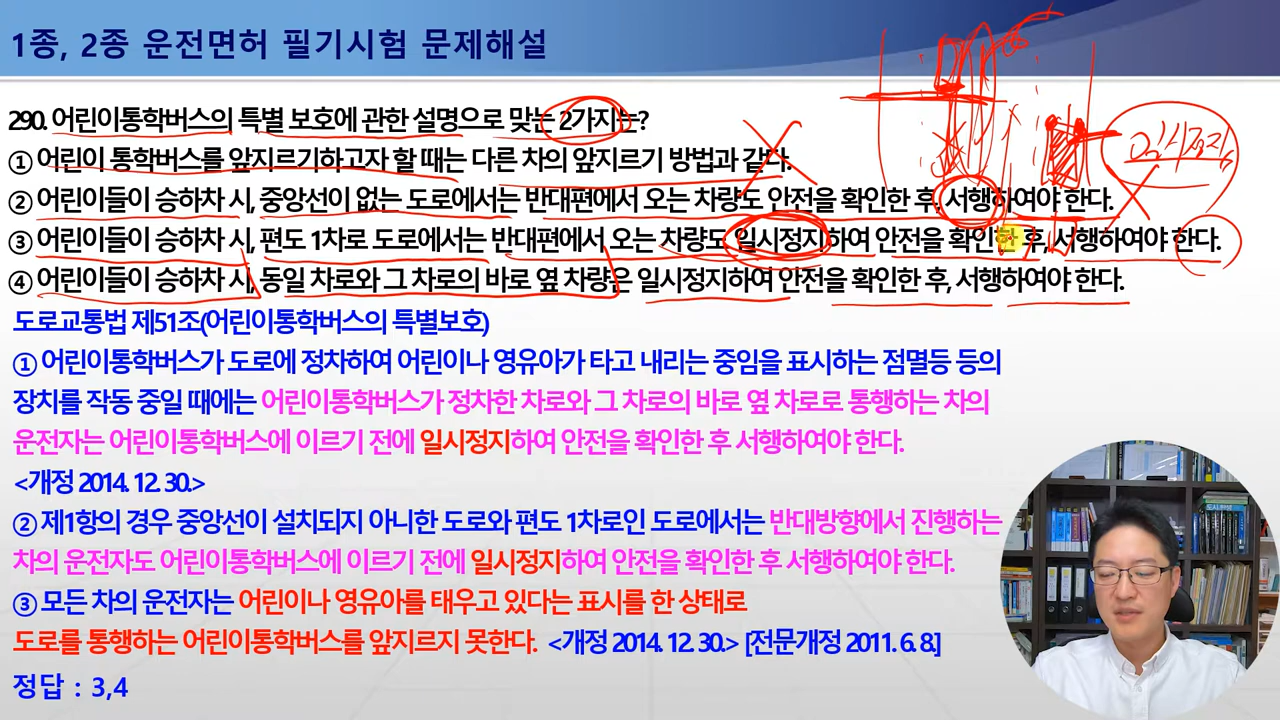 1종, 2종 운전면허 필기시험 문제해설
290. 어린이통학버스의 특별 보호에 관한 설명으로 맞는 2가지는?
① 어린이 통학버스를 앞지르기하고자 할 때는 다른 차의 앞지르기 방법과 같다.
② 어린이들이 승하차 시, 중앙선이 없는 도로에서는 반대편에서 오는 차량도 안전을 확인한 후, 서행하여야 한다.
③ 어린이들이 승하차 시, 편도 1차로 도로에서는 반대편에서 오는 차량도 일시정지하여 안전을 확인한 후, 서행하여야 한다.
④ 어린이들이 승하차 시, 동일 차로와 그 차로의 바로 옆 차량은 일시정지하여 안전을 확인한 후, 서행하여야 한다.
일시정지
도로교통법 제51조(어린이통학버스의 특별보호)
① 어린이통학버스가 도로에 정차하여 어린이나 영유아가 타고 내리는 중임을 표시하는 점멸등 등의
장치를 작동 중일 때에는 어린이통학버스가 정차한 차로와 그 차로의 바로 옆 차로로 통행하는 차의
운전자는 어린이통학버스에 이르기 전에 일시정지하여 안전을 확인한 후 서행하여야 한다.
<개정 2014. 12. 30.>
② 제1항의 경우 중앙선이 설치되지 아니한 도로와 편도 1차로인 도로에서는 반대방향에서 진행하는
차의 운전자도 어린이통학버스에 이르기 전에 일시정지하여 안전을 확인한 후 서행하여야 한다.
③ 모든 차의 운전자는 어린이나 영유아를 태우고 있다는 표시를 한 상태로
도로를 통행하는 어린이통학버스를 앞지르지 못한다. <개정 2014. 12. 30.> [전문개정 2011. 6. 8.]
정답 : 3,4